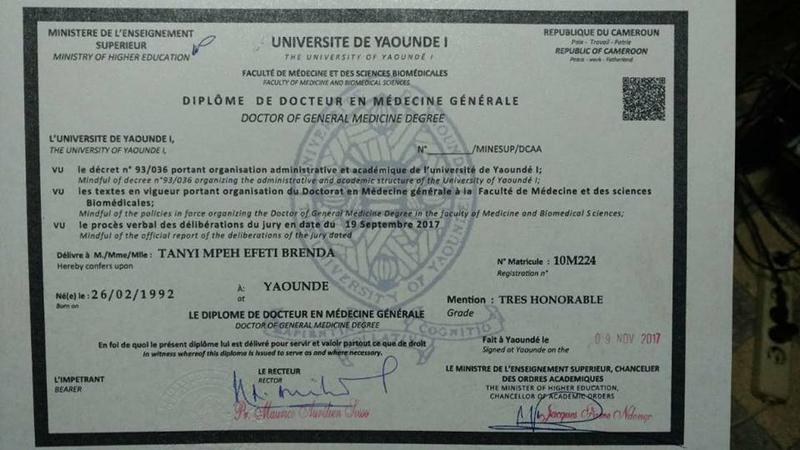 MINISTERE DE L'ENSEIGNEMENT SUPERIEUR
MINISTRY OF HIGHER EDUCATION
UNIVERSITE DE YAOUNDE I
THE UNIVERSITY OF YAOUNDE I
FACULTÉ DE MÉDECINE ET DES SCIENCES BIOMÉDICALES
FACULTY OF MEDICINE AND BIOMEDICAL SCIENCES
REPUBLIQUE DU CAMEROUN
Paix - Travail - Patrie
REPUBLIC OF CAMEROON
Peace - work - Fatherland
DIPLÔME DE DOCTEUR EN MÉDECINE GÉNÉRALE
DOCTOR OF GENERAL MEDICINE DEGREE
L'UNIVERSITE DE YAOUNDE I,
THE UNIVERSITY OF YAOUNDE I,
N°______/MINESUP/DCAA
VU le décret n° 93/036 portant organisation administrative et académique de l'université de Yaoundé I;
Mindful of decree n°93/036 organizing the administrative and academic structure of the University of Yaoundé I;
VU les textes en vigueur portant organisation du Doctorat en Médecine générale à la Faculté de Médecine et des sciences
Biomédicales;
Mindful of the policies in force organizing the Doctor of General Medicine Degree in the faculty of Medicine and Biomedical Sciences;
VU le procès verbal des délibérations du jury en date du 19 Septembre 2017
Mindful of the official report of the deliberations of the jury dated
Délivré à M./Mme/Mlle : TANYI MPEH EFETI BRENDA
Hereby confers upon
N° Matricule : 10M224
Registration n°
Né(e) le : 26/02/1992
Born on
À: YAOUNDE
at
Mention : TRES HONORABLE
Grade
LE DIPLOME DE DOCTEUR EN MÉDECINE GÉNÉRALE
DOCTOR OF GENERAL MEDICINE DEGREE
En foi de quoi le présent diplôme lui est délivré pour servir et valoir partout ce que de droit
In witness whereof this diploma is issued to serve as and where necessary.
Fait à Yaoundé le 09 NOV 2017
Signed at Yaounde on the
L'IMPETRANT
BEARER
LE RECTEUR
RECTOR
Pr. Maurice Aurélien Sosso
LE MINISTRE DE L'ENSEIGNEMENT SUPERIEUR, CHANCELIER
DES ORDRES ACADEMIQUES
THE MINISTER OF HIGHER EDUCATION,
CHANCELLOR OF ACADEMIC ORDERS
Jacques Fame Ndongo